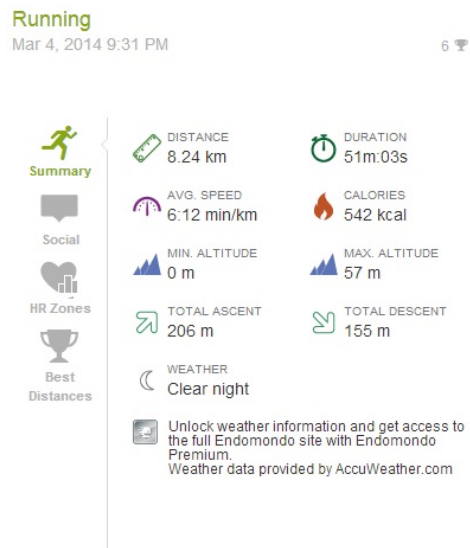 Running
Mar 4, 2014 9:31 PM
6
Summary
Social
HR Zones
Best
Distances
DISTANCE
8.24 km
DURATION
51m:03s
AVG. SPEED
6:12 min/km
CALORIES
542 kcal
MIN. ALTITUDE
0 m
MAX. ALTITUDE
57 m
TOTAL ASCENT
206 m
TOTAL DESCENT
155 m
WEATHER
Clear night
Unlock weather information and get access to
the full Endomondo site with Endomondo
Premium.
Weather data provided by AccuWeather.com